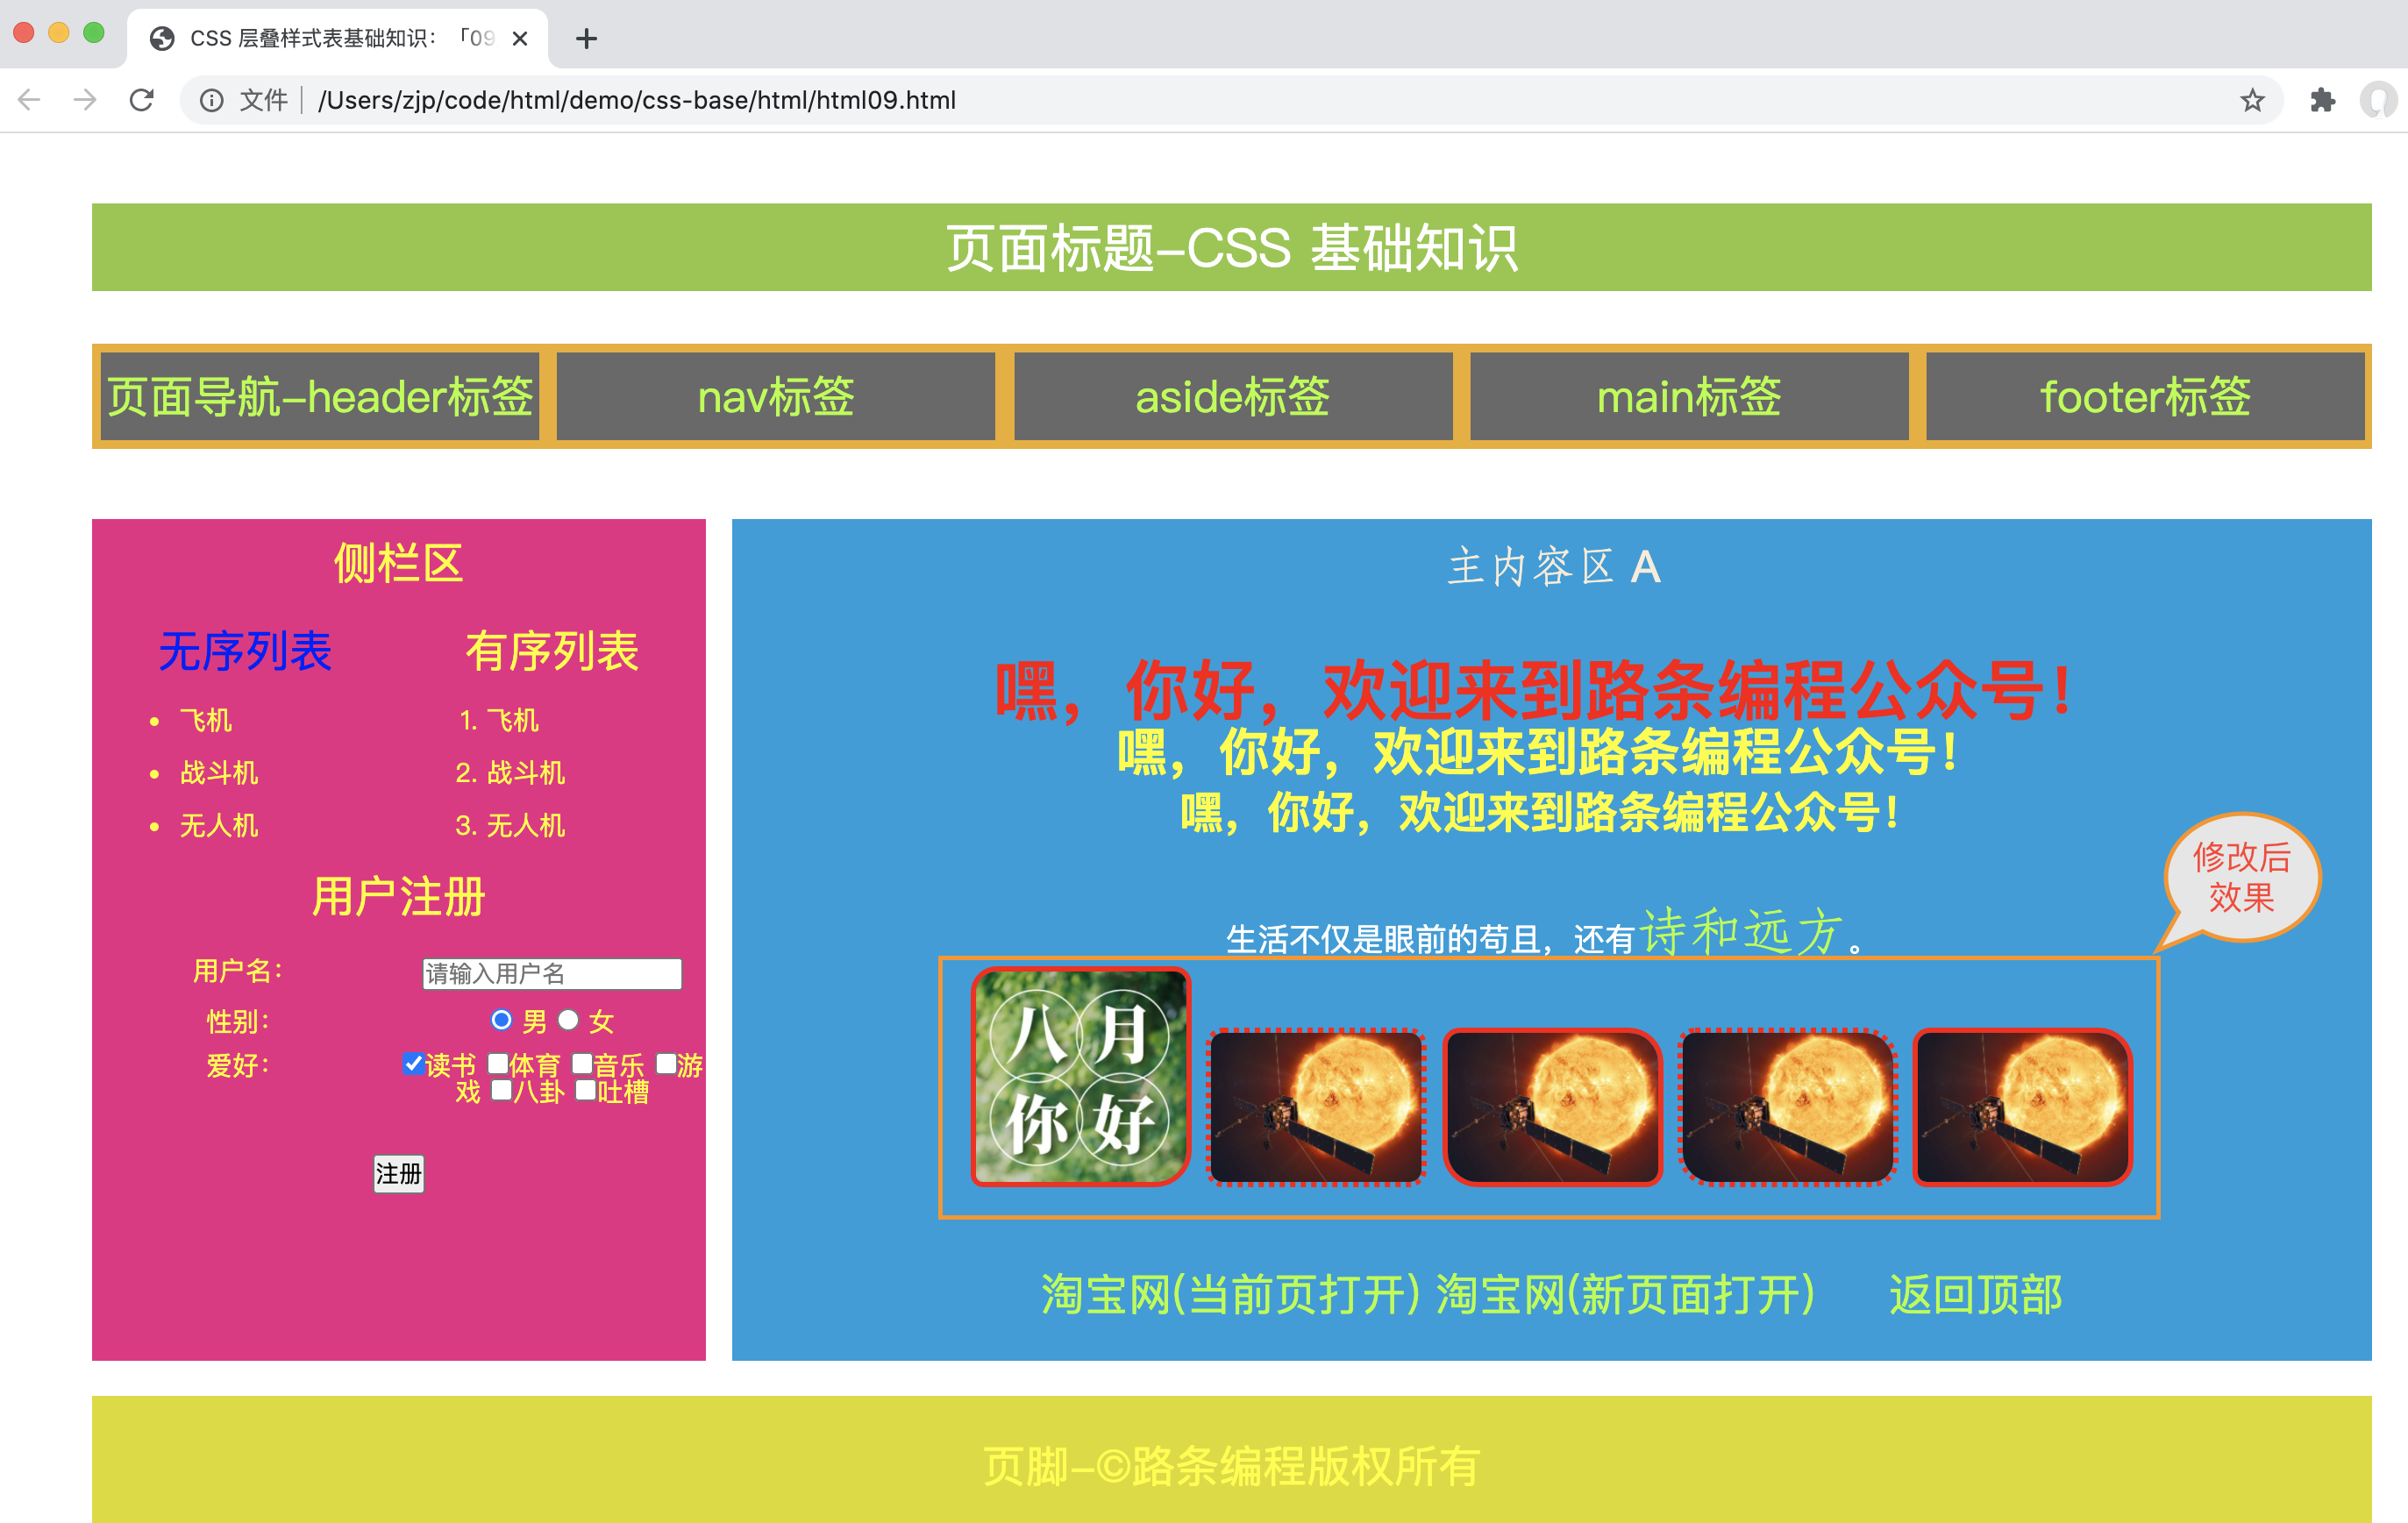 CSS 层叠样式表基础知识：「09
文件 /Users/zjp/code/html/demo/css-base/html/html09.html
页面标题-CSS 基础知识
页面导航-header标签 nav标签 aside标签 main标签 footer标签
侧栏区
无序列表 有序列表
• 飞机 1. 飞机
• 战斗机 2. 战斗机
• 无人机 3. 无人机
用户注册
用户名： 请输入用户名
性别： 男 女
爱好： 读书 体育 音乐 游
戏 八卦 吐槽
注册
主内容区 A
嘿，你好，欢迎来到路条编程公众号！
嘿，你好，欢迎来到路条编程公众号！
嘿，你好，欢迎来到路条编程公众号！
修改后
效果
生活不仅是眼前的苟且，还有诗和远方。
八月
你好
淘宝网(当前页打开) 淘宝网(新页面打开) 返回顶部
页脚-©路条编程版权所有